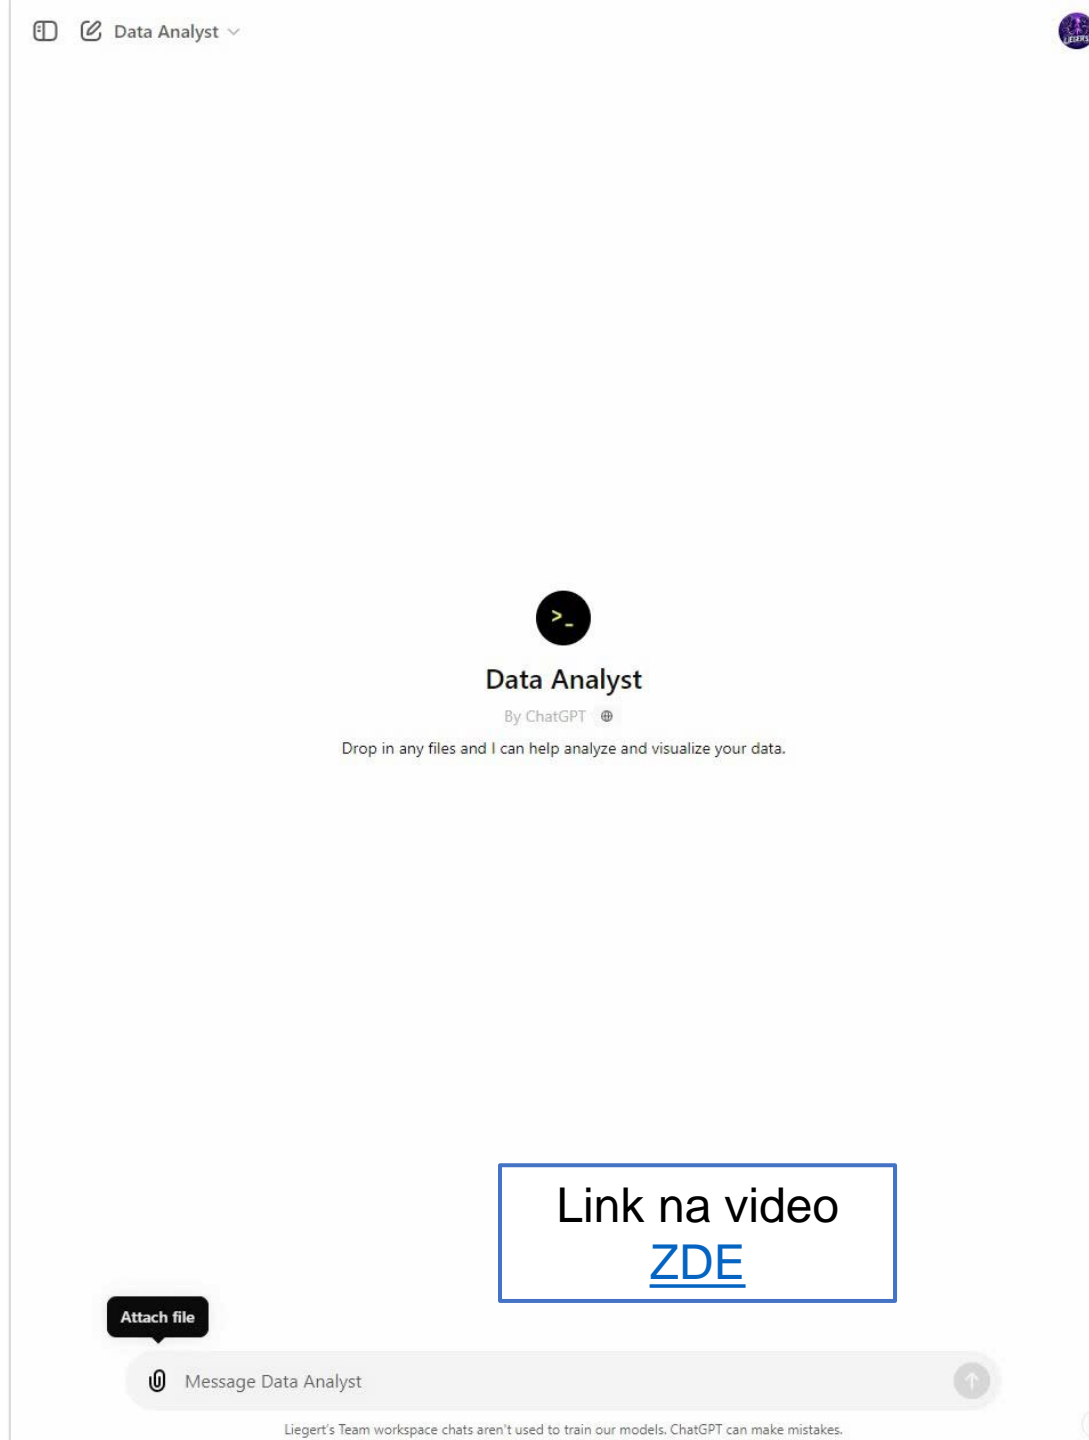 Data Analyst
>_
Data Analyst
By ChatGPT
Drop in any files and I can help analyze and visualize your data.
Link na video
ZDE
Attach file
Message Data Analyst
Liegert's Team workspace chats aren't used to train our models. ChatGPT can make mistakes.